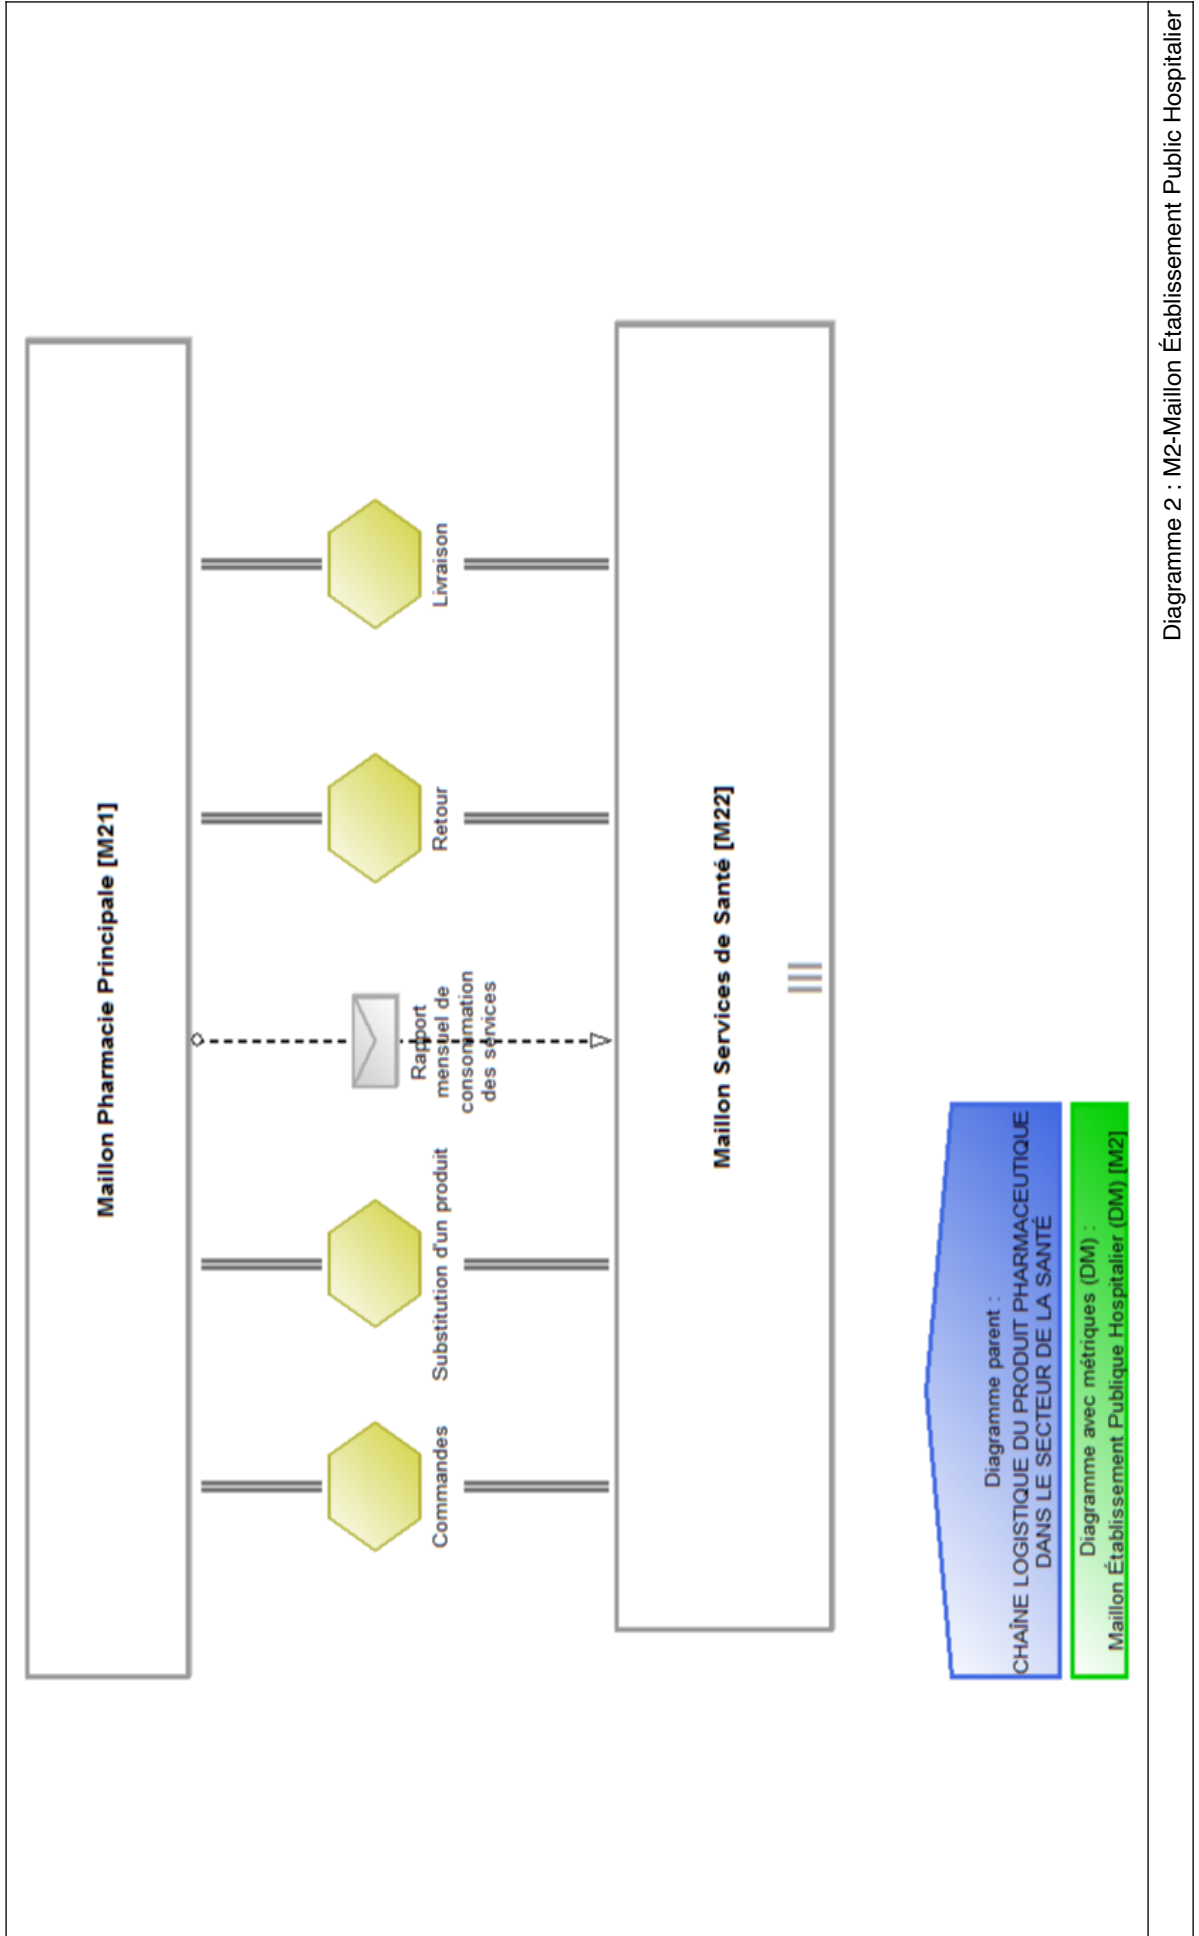 Maillon Pharmacie Principale [M21]
Commandes
Substitution d'un produit
Rapport
mensuel de
consommation
des services
Retour
Livraison
Maillon Services de Santé [M22]
Diagramme parent :
CHAÎNE LOGISTIQUE DU PRODUIT PHARMACEUTIQUE
DANS LE SECTEUR DE LA SANTÉ
Diagramme avec métriques (DM) :
Maillon Établissement Publique Hospitalier (DM) [M2]
Diagramme 2 : M2-Maillon Établissement Public Hospitalier